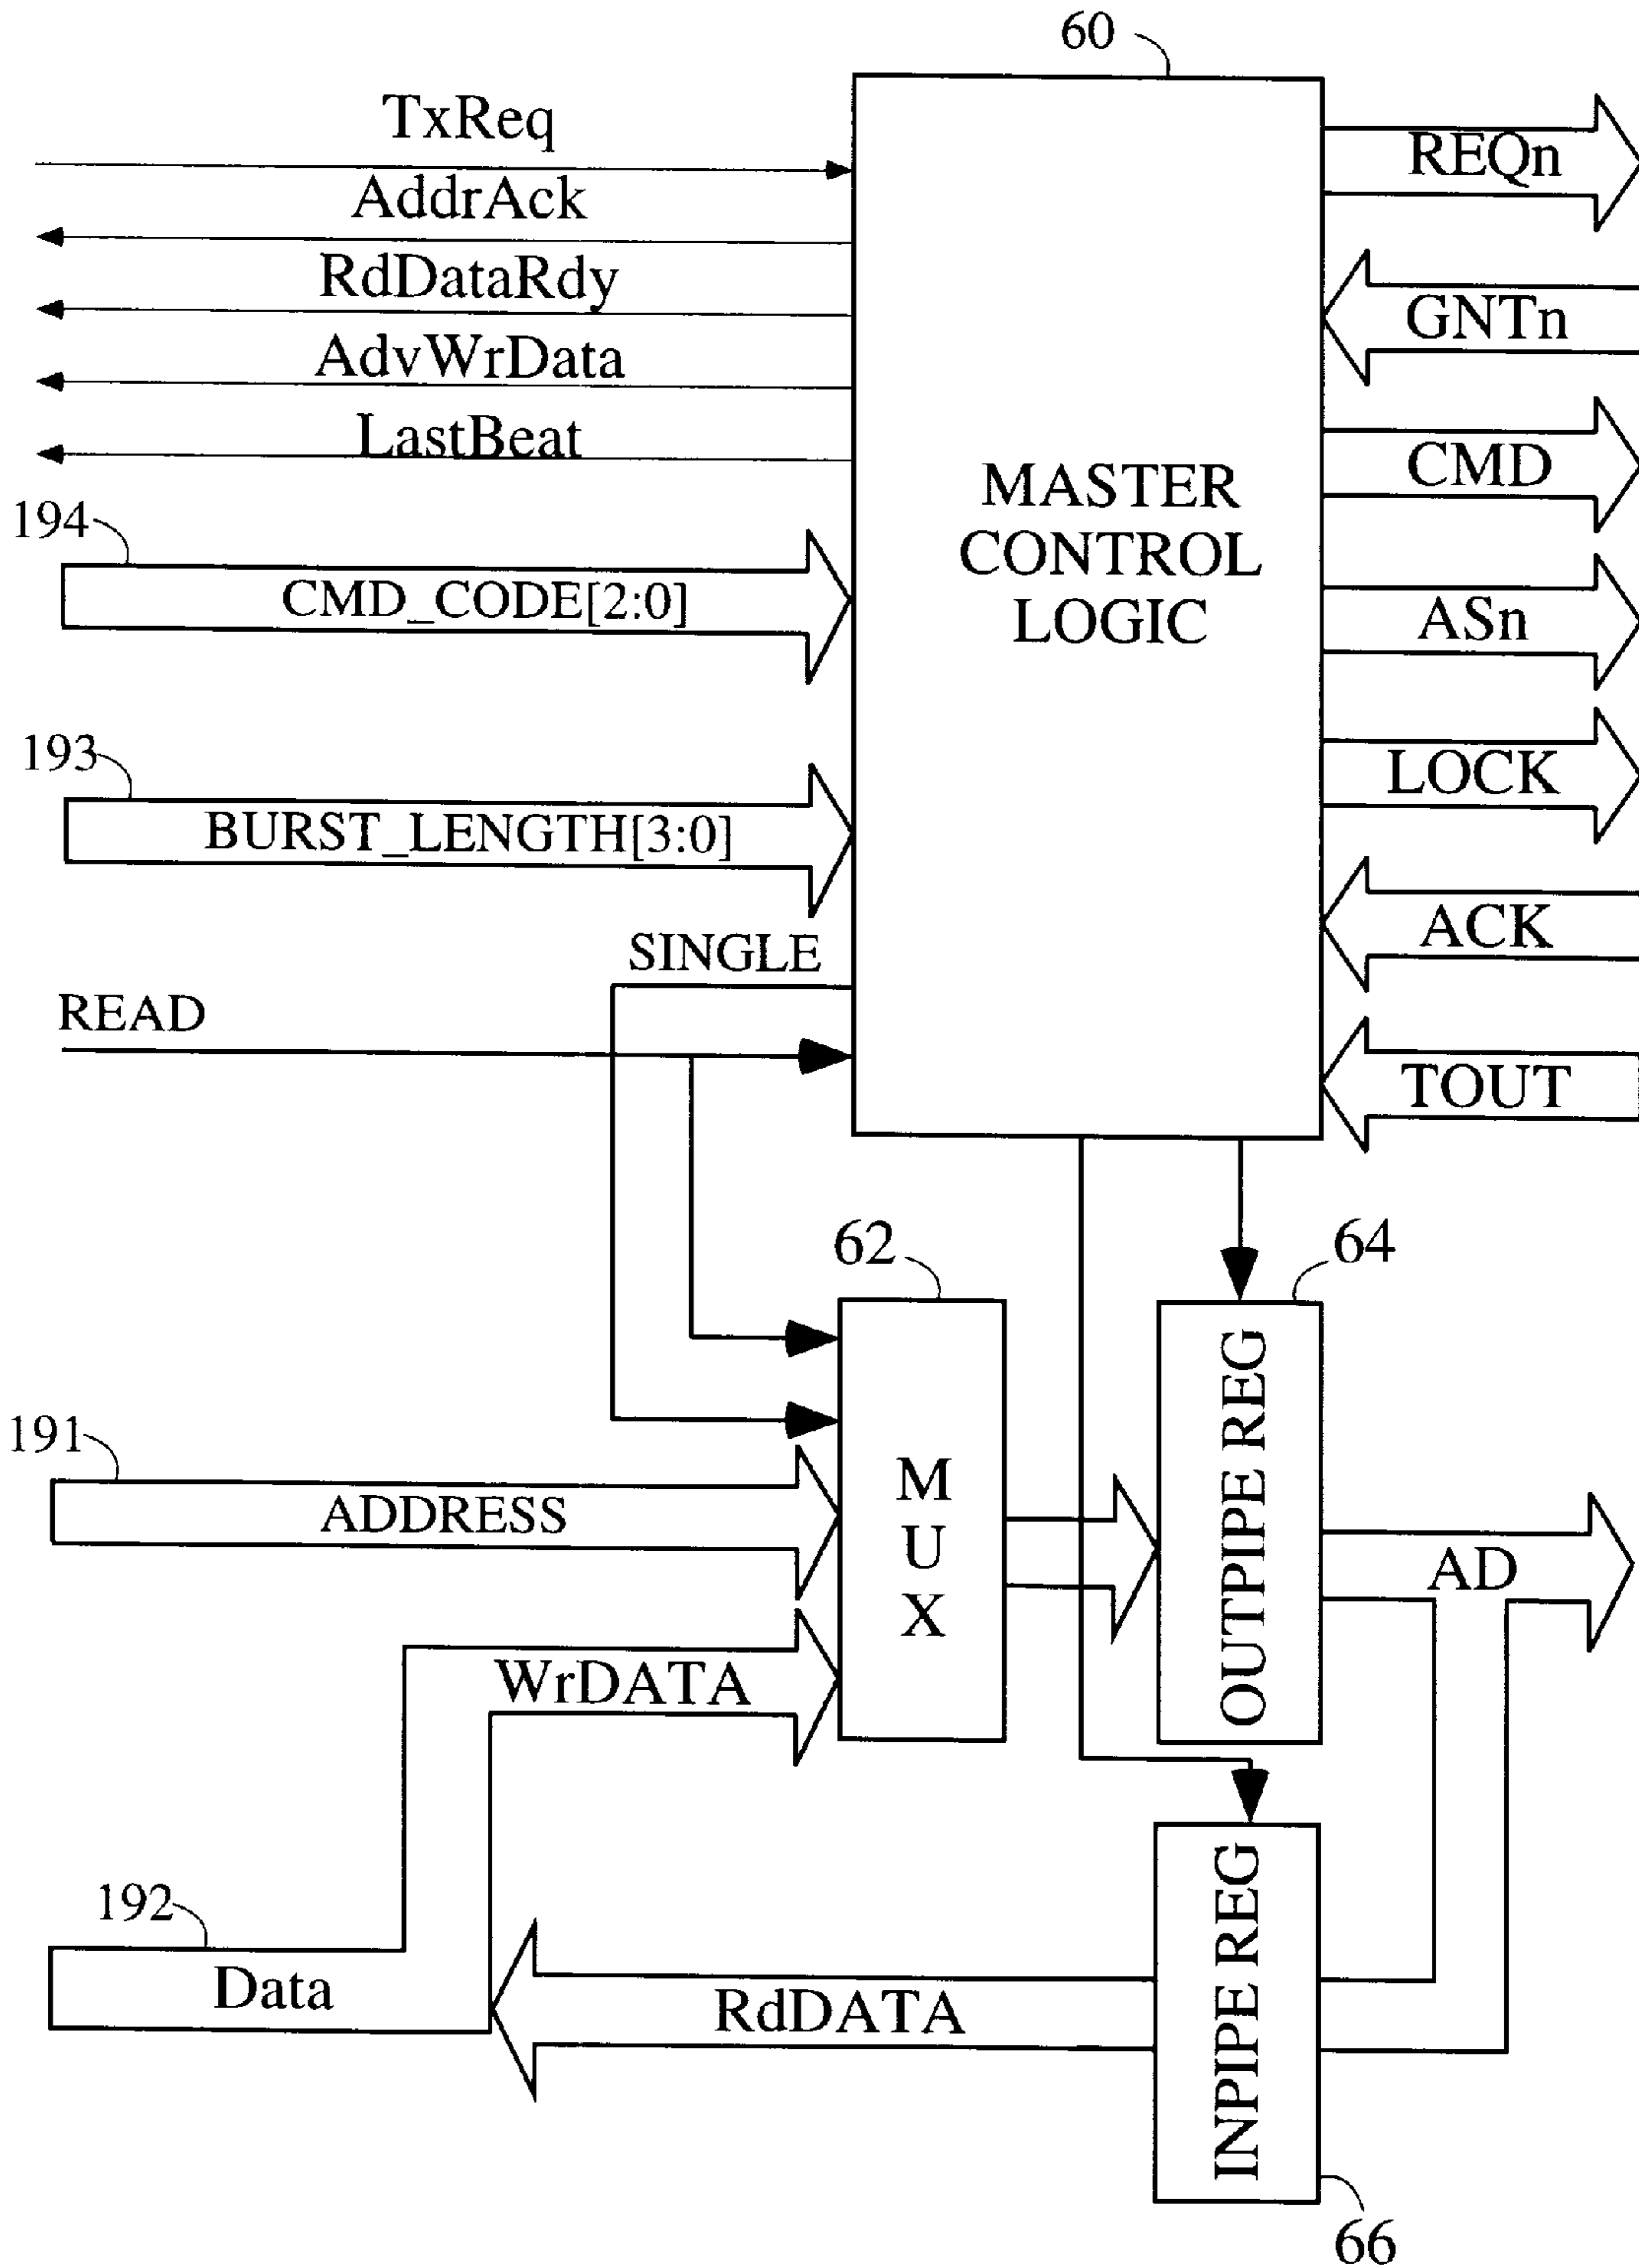 60
TxReq
REQn
AddrAck
RdDataRdy
GNTn
AdvWrData
LastBeat
CMD
MASTER
CONTROL
LOGIC
194
CMD_CODE[2:0]
ASn
193
LOCK
BURST_LENGTH[3:0]
ACK
SINGLE
READ
TOUT
62
64
191
ADDRESS
M
U
X
OUTPIPE REG
AD
WrDATA
192
Data
RdDATA
INPIPE REG
66